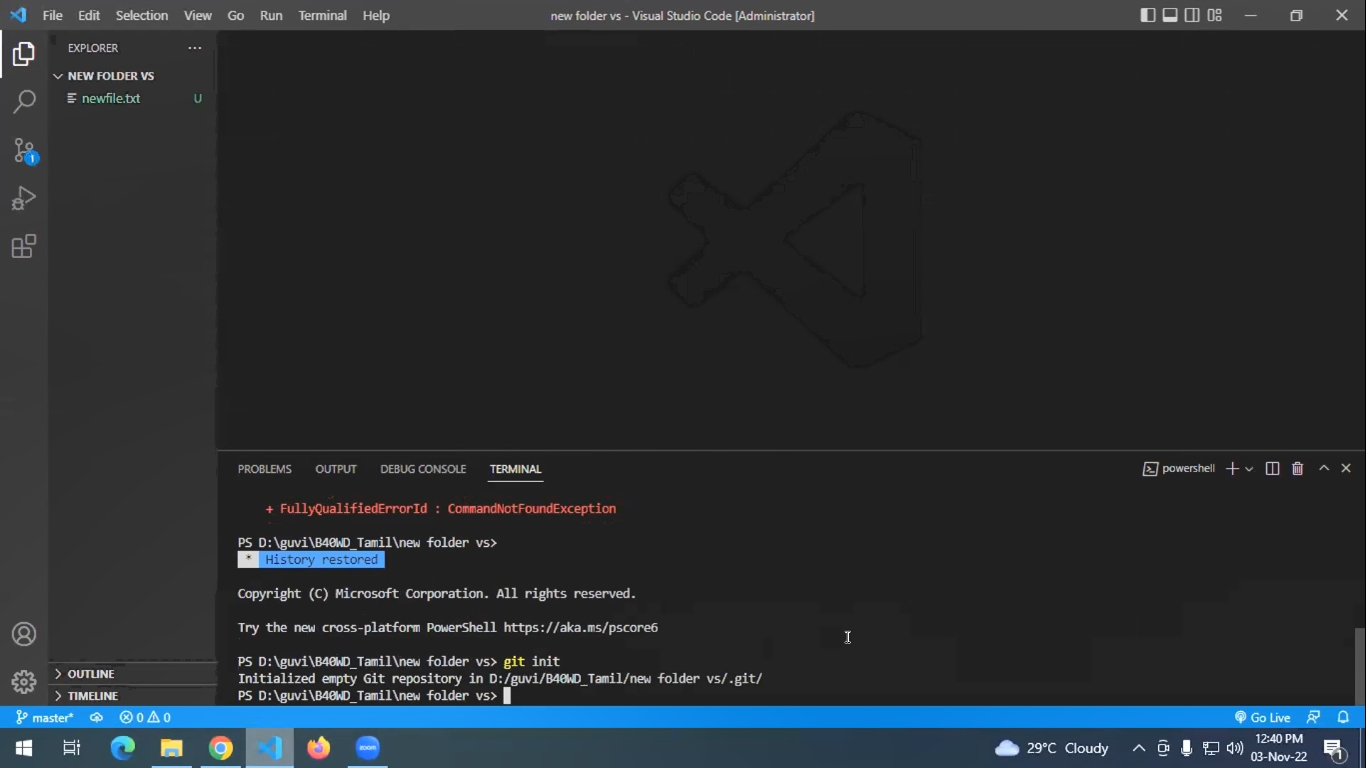 File Edit Selection View Go Run Terminal Help
new folder vs - Visual Studio Code [Administrator]
EXPLORER
NEW FOLDER VS
newfile.txt U
1
OUTLINE
TIMELINE
PROBLEMS OUTPUT DEBUG CONSOLE TERMINAL
powershell
+ FullyQualifiedErrorId : CommandNotFoundException
PS D:\guvi\B40WD_Tamil\new folder vs>
* History restored
Copyright (C) Microsoft Corporation. All rights reserved.
Try the new cross-platform PowerShell https://aka.ms/pscore6
PS D:\guvi\B40WD_Tamil\new folder vs> git init
Initialized empty Git repository in D:/guvi/B40WD_Tamil/new folder vs/.git/
PS D:\guvi\B40WD_Tamil\new folder vs>
master* 0 0 Go Live
zoom
29°C Cloudy
12:40 PM
03-Nov-22
1